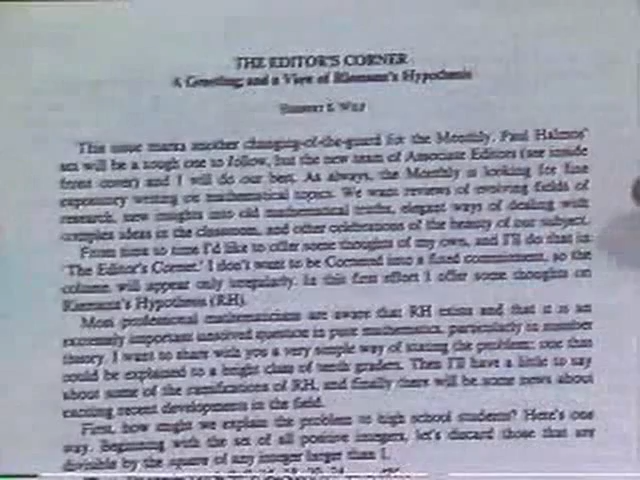 THE EDITOR'S CORNER
A Greeting; and a View of Riemann's Hypothesis
HERBERT S. WILF
This issue marks another changing-of-the-guard for the Monthly. Paul Halmos'
act will be a tough one to follow, but the new team of Associate Editors (see inside
front cover) and I will do our best. As always, the Monthly is looking for fine
expository writing on mathematical topics. We want reviews of evolving fields of
research, new insights into old mathematical truths, elegant ways of dealing with
complex ideas in the classroom, and other celebrations of the beauty of our subject.
From time to time I'd like to offer some thoughts of my own, and I'll do that in
'The Editor's Corner.' I don't want to be Cornered into a fixed commitment, so the
column will appear only irregularly. In this first effort I offer some thoughts on
Riemann's Hypothesis (RH).
Most professional mathematicians are aware that RH exists and that it is an
extremely important unsolved question in pure mathematics, particularly in number
theory. I want to share with you a very simple way of stating the problem: one that
could be explained to a bright class of tenth graders. Then I'll have a little to say
about some of the ramifications of RH, and finally there will be some news about
exciting recent developments in the field.
First, how might we explain the problem to high school students? Here's one
way. Beginning with the set of all positive integers, let's discard those that are
divisible by the square of any integer larger than 1.